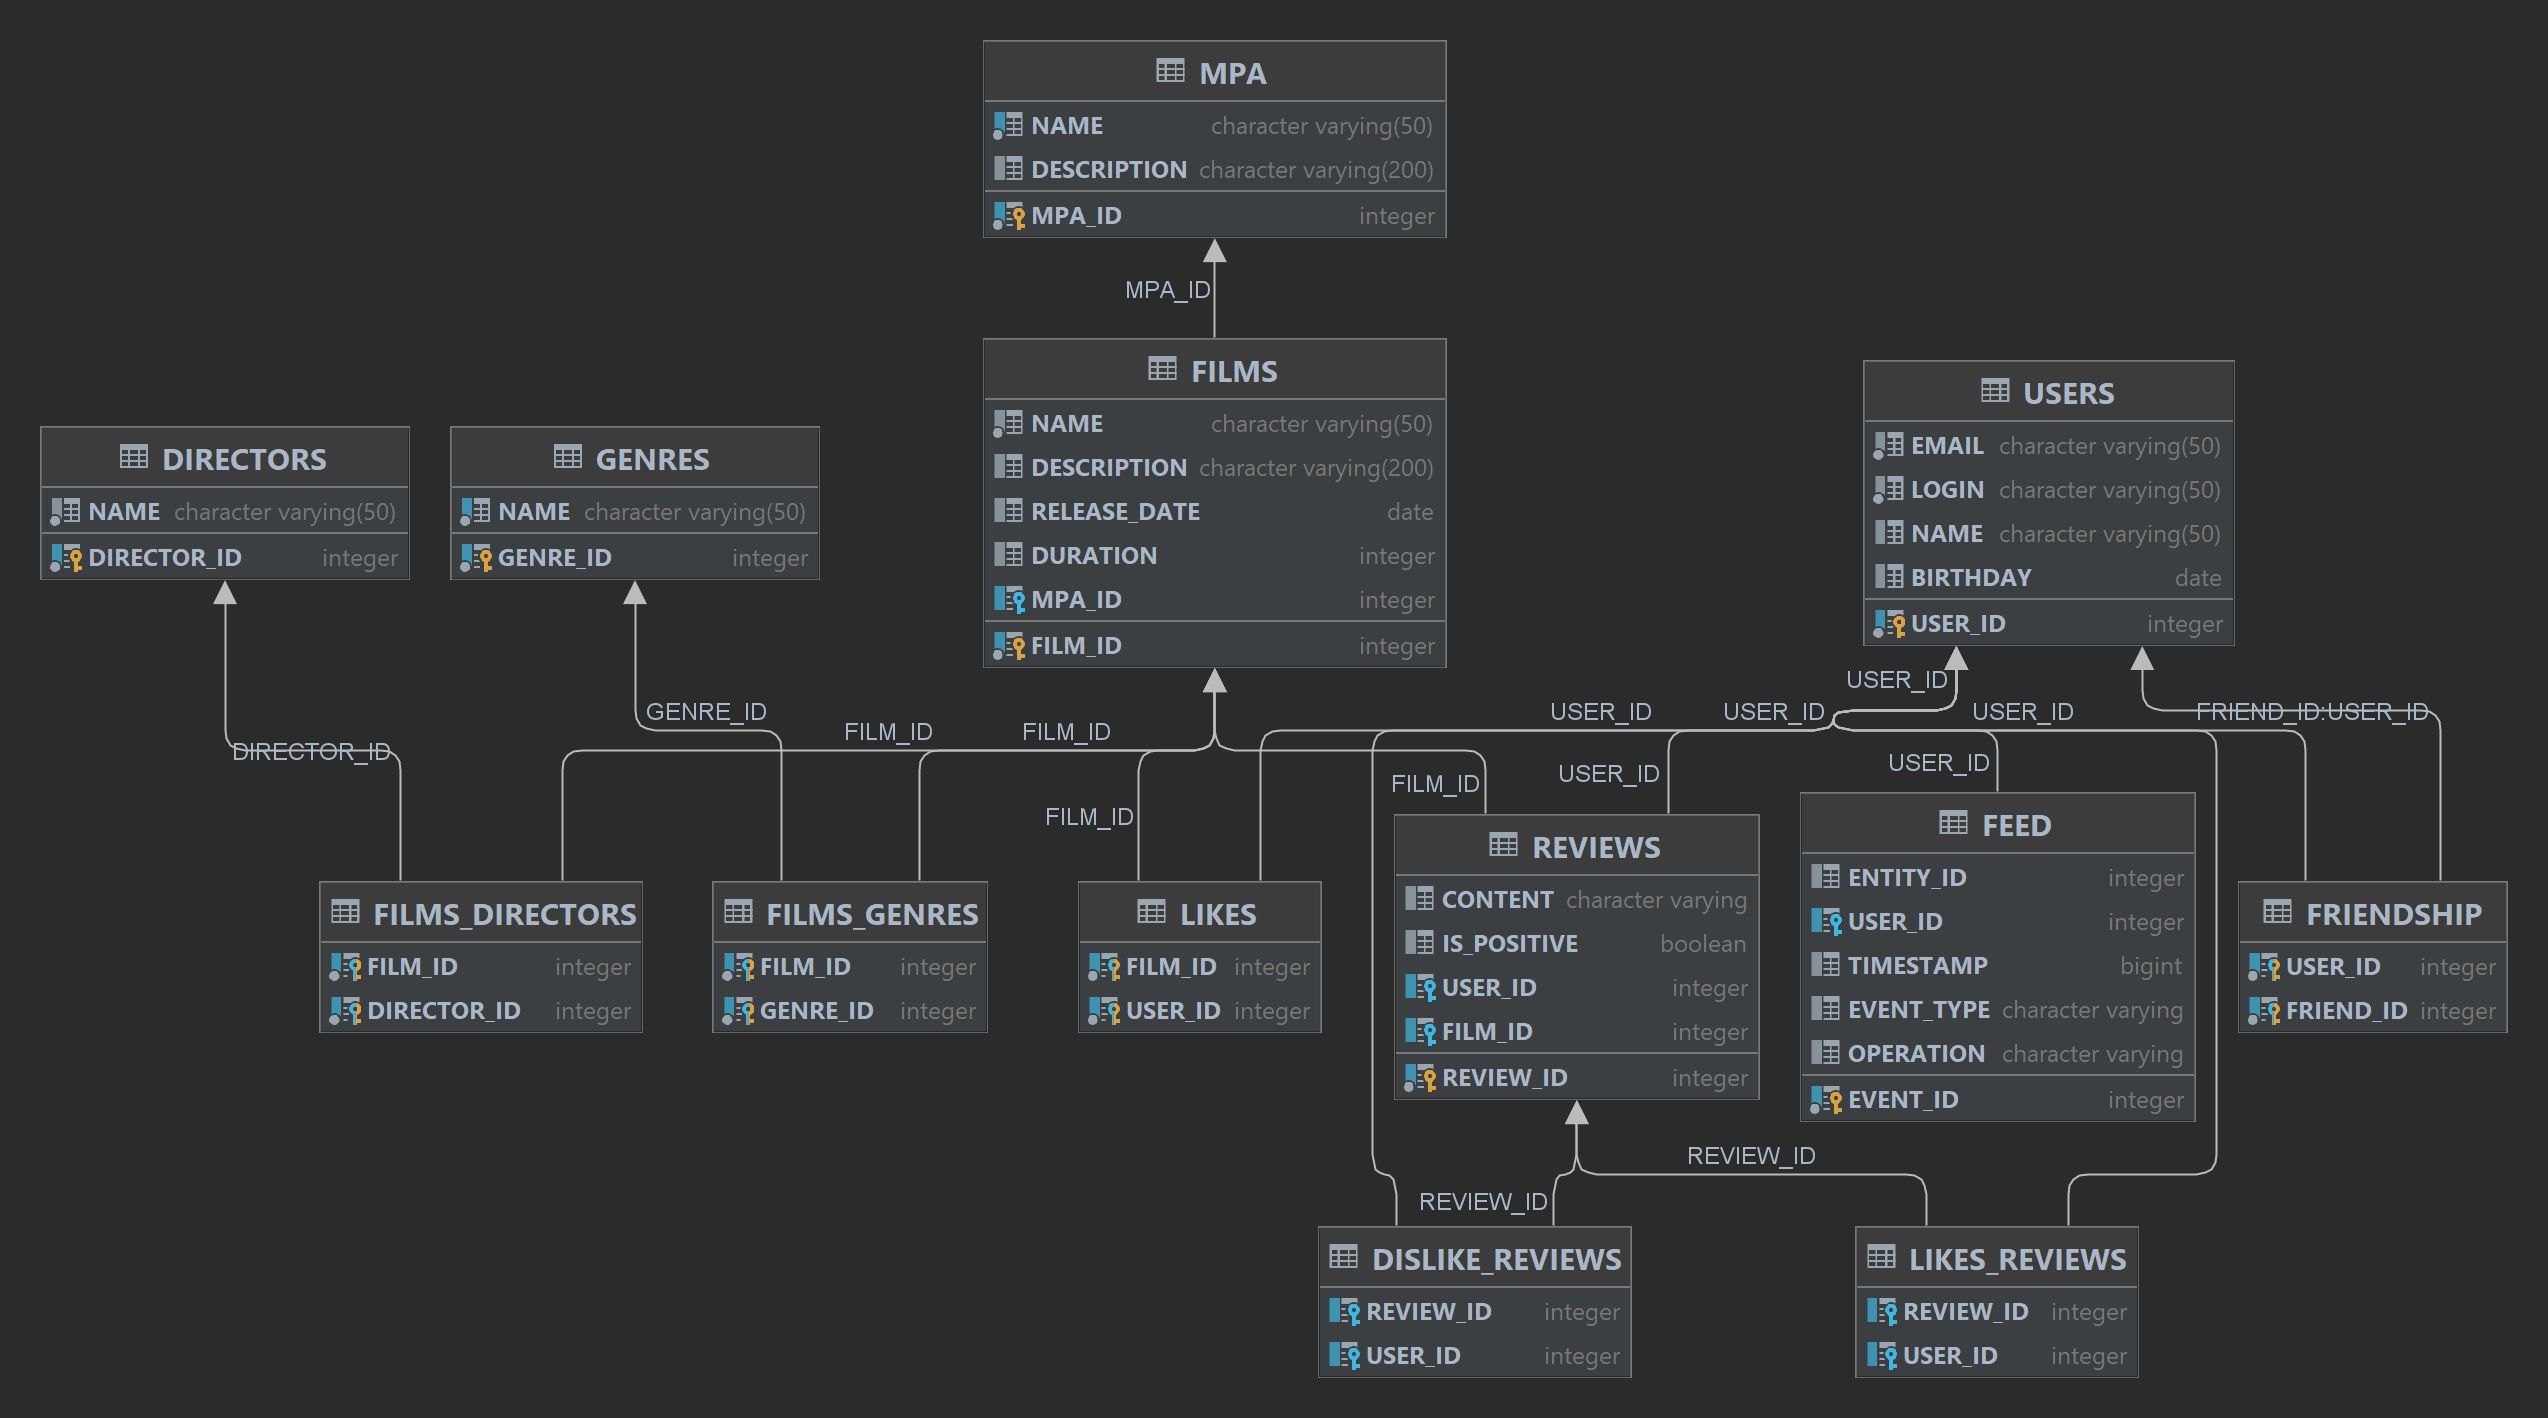 MPA
NAME character varying(50)
DESCRIPTION character varying(200)
MPA_ID integer
MPA_ID
FILMS
NAME character varying(50)
DESCRIPTION character varying(200)
RELEASE_DATE date
DURATION integer
MPA_ID integer
FILM_ID integer
USERS
EMAIL character varying(50)
LOGIN character varying(50)
NAME character varying(50)
BIRTHDAY date
USER_ID integer
DIRECTORS
NAME character varying(50)
DIRECTOR_ID integer
GENRES
NAME character varying(50)
GENRE_ID integer
USER_ID
GENRE_ID
USER_ID
USER_ID
USER_ID
FRIEND_ID:USER_ID
FILM_ID
FILM_ID
DIRECTOR_ID
USER_ID
USER_ID
FILM_ID
FILM_ID
FILMS_DIRECTORS
FILM_ID integer
DIRECTOR_ID integer
FILMS_GENRES
FILM_ID integer
GENRE_ID integer
LIKES
FILM_ID integer
USER_ID integer
REVIEWS
CONTENT character varying
IS_POSITIVE boolean
USER_ID integer
FILM_ID integer
REVIEW_ID integer
FEED
ENTITY_ID integer
USER_ID integer
TIMESTAMP bigint
EVENT_TYPE character varying
OPERATION character varying
EVENT_ID integer
FRIENDSHIP
USER_ID integer
FRIEND_ID integer
REVIEW_ID
REVIEW_ID
DISLIKE_REVIEWS
REVIEW_ID integer
USER_ID integer
LIKES_REVIEWS
REVIEW_ID integer
USER_ID integer